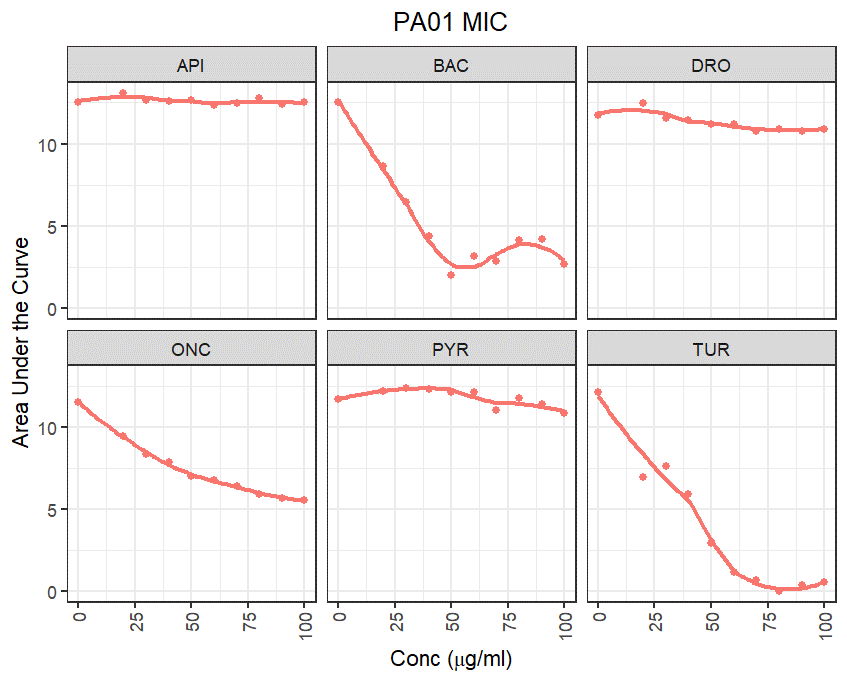 PA01 MIC
API BAC DRO
10
5
0
ONC PYR TUR
10
5
0
0 25 50 75 100 0 25 50 75 100 0 25 50 75 100
Area Under the Curve
Conc (μg/ml)